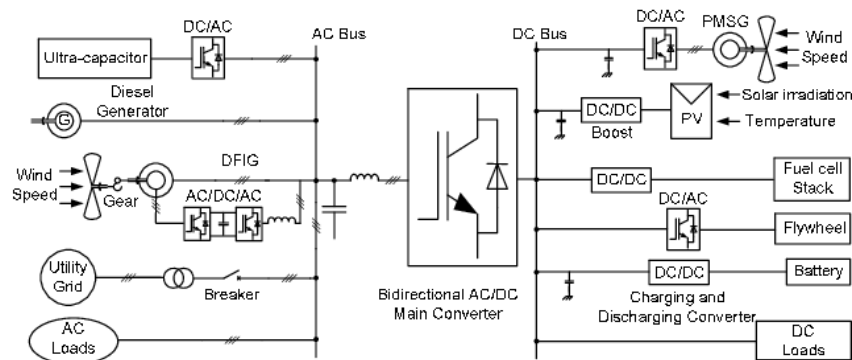 DC/AC
AC Bus
Ultra-capacitor
Diesel
Generator
G
Wind
Speed
Gear
DFIG
AC/DC/AC
Utility
Grid
Breaker
AC
Loads
Bidirectional AC/DC
Main Converter
DC Bus
DC/AC
PMSG
Wind
Speed
DC/DC
Boost
PV
Solar irradiation
Temperature
DC/DC
Fuel cell
Stack
DC/AC
Flywheel
DC/DC
Battery
Charging and
Discharging Converter
DC
Loads